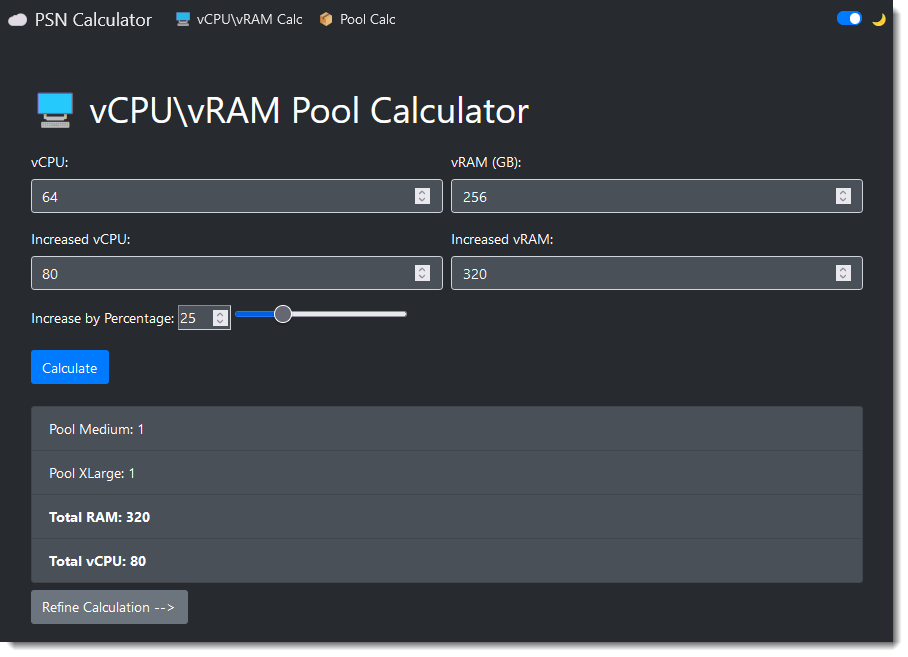 PSN Calculator vCPU\vRAM Calc Pool Calc
vCPU\vRAM Pool Calculator
vCPU: vRAM (GB):
64 256
Increased vCPU: Increased vRAM:
80 320
Increase by Percentage: 25
Calculate
Pool Medium: 1
Pool XLarge: 1
Total RAM: 320
Total vCPU: 80
Refine Calculation -->